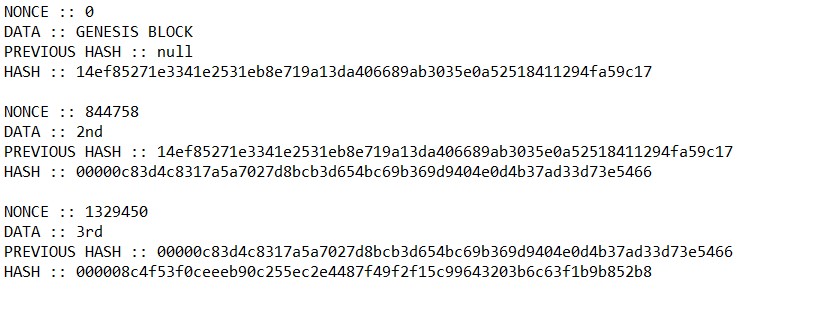 NONCE :: 0
DATA :: GENESIS BLOCK
PREVIOUS HASH :: null
HASH :: 14ef85271e3341e2531eb8e719a13da406689ab3035e0a52518411294fa59c17
NONCE :: 844758
DATA :: 2nd
PREVIOUS HASH :: 14ef85271e3341e2531eb8e719a13da406689ab3035e0a52518411294fa59c17
HASH :: 00000c83d4c8317a5a7027d8bcb3d654bc69b369d9404e0d4b37ad33d73e5466
NONCE :: 1329450
DATA :: 3rd
PREVIOUS HASH :: 00000c83d4c8317a5a7027d8bcb3d654bc69b369d9404e0d4b37ad33d73e5466
HASH :: 000008c4f53f0ceeeb90c255ec2e4487f49f2f15c99643203b6c63f1b9b852b8